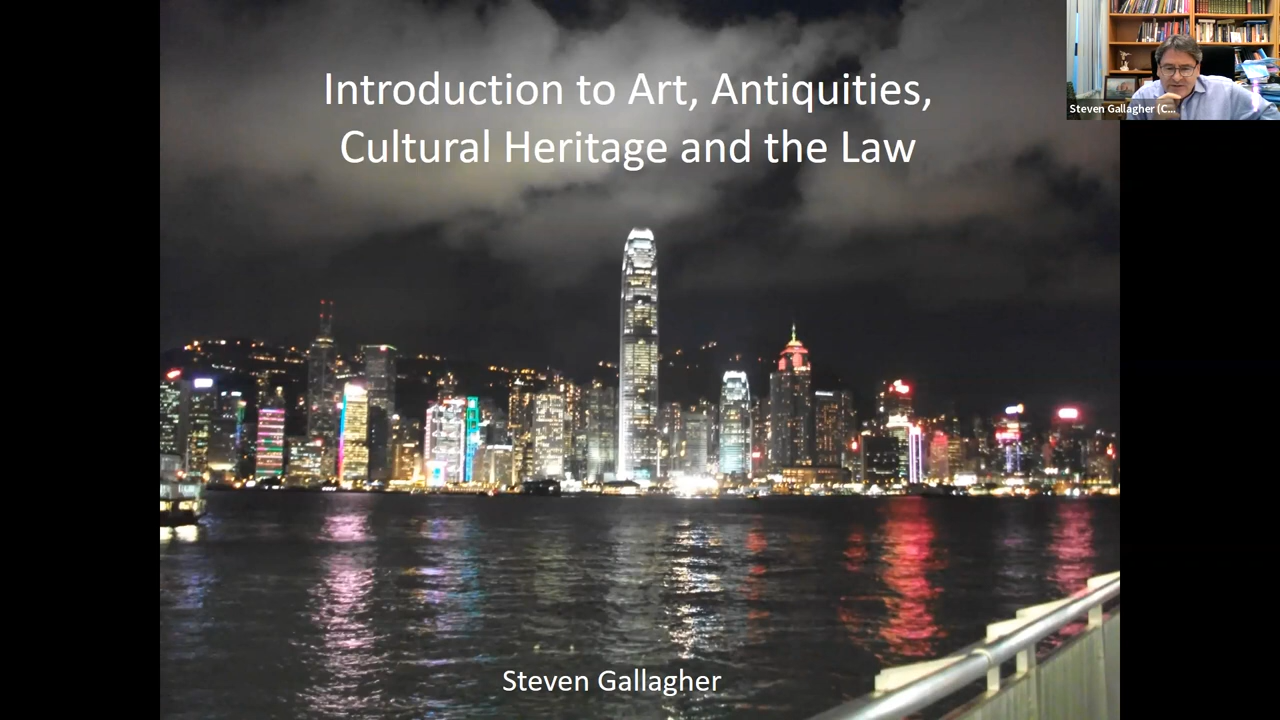 Introduction to Art, Antiquities,
Cultural Heritage and the Law
Steven Gallagher (C...
Steven Gallagher